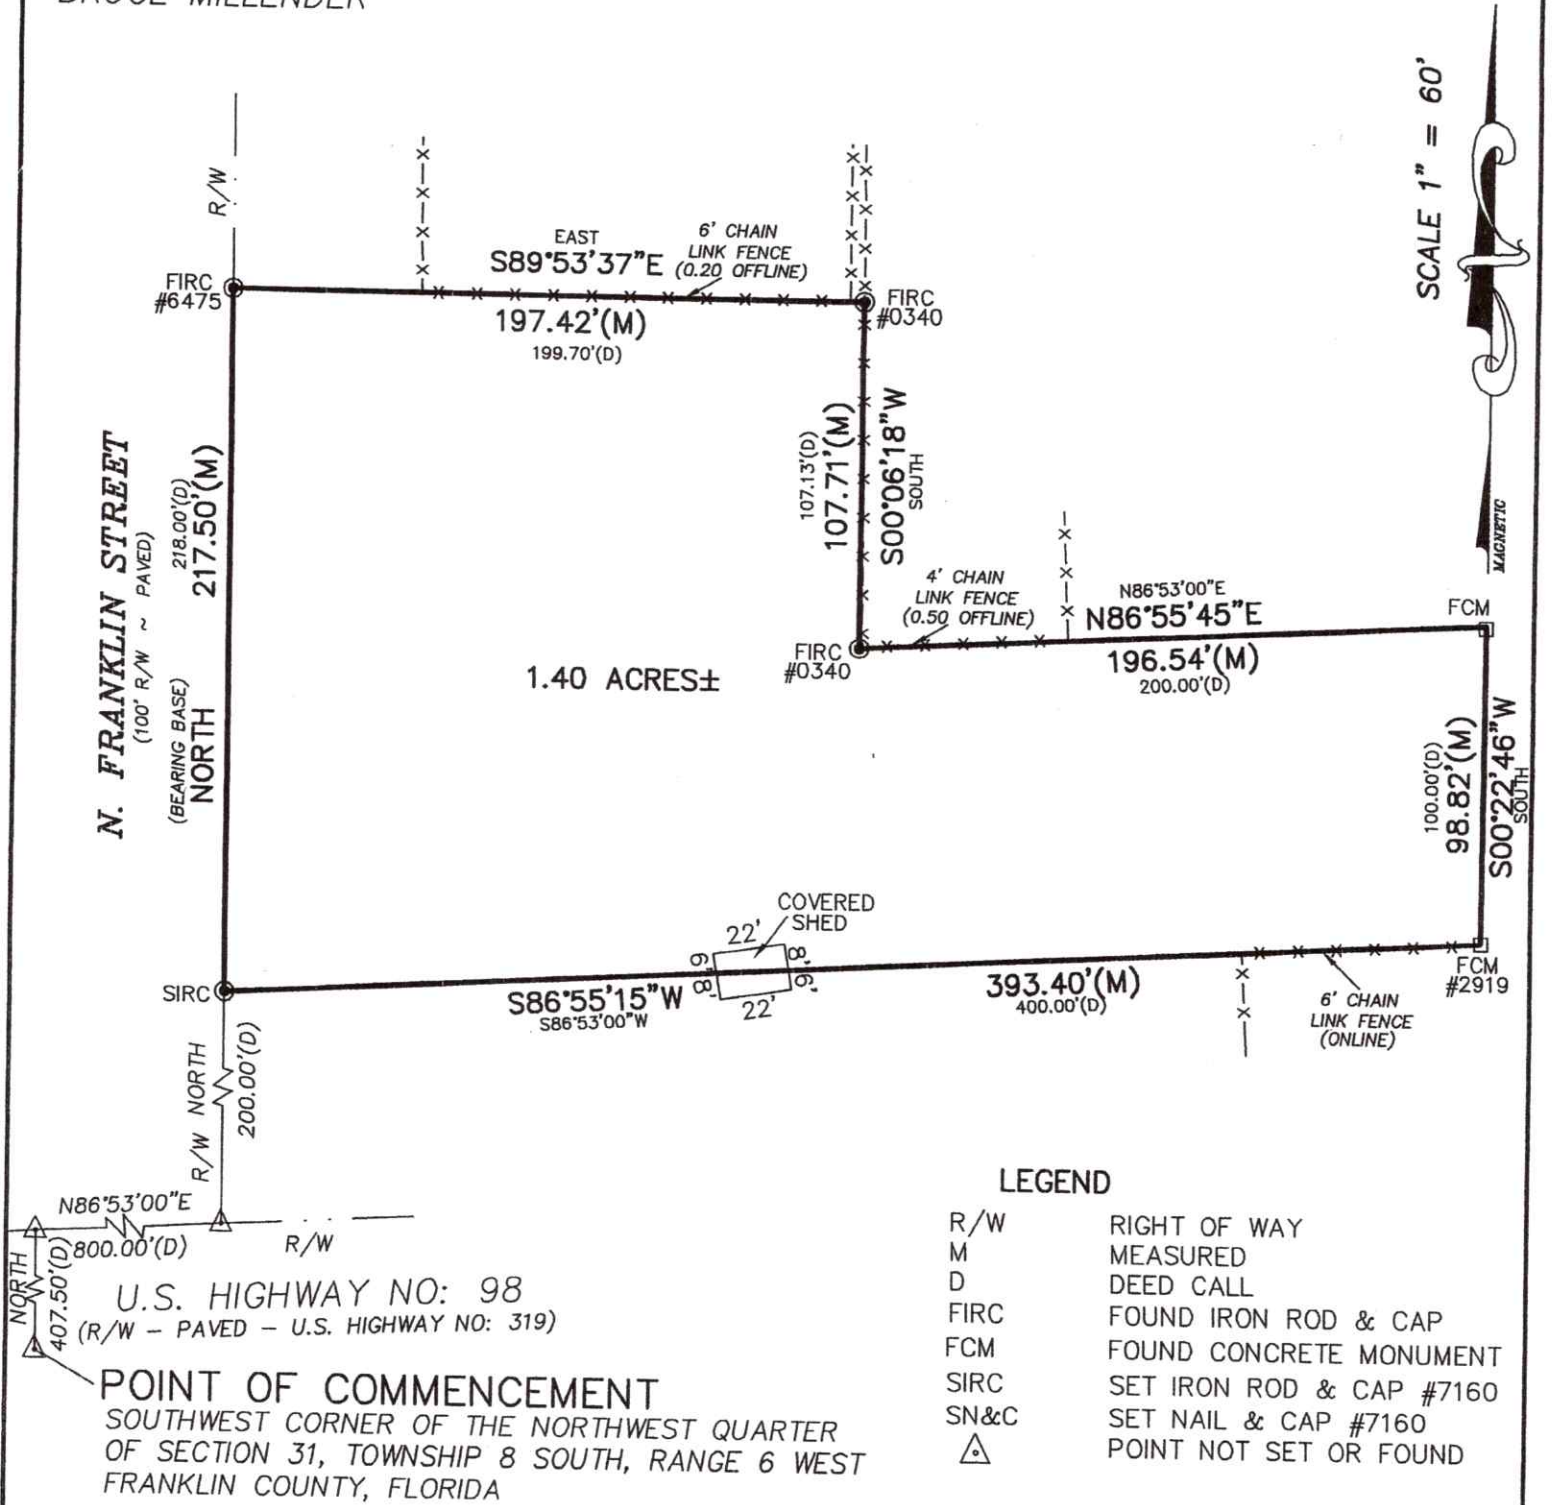 SCALE 1" = 60'
MAGNETIC
R/W
FIRC
#6475
EAST
S89°53'37"E
6' CHAIN
LINK FENCE
(0.20 OFFLINE)
197.42'(M)
199.70'(D)
FIRC
#0340
N. FRANKLIN STREET
(100' R/W ~ PAVED)
218.00'(D)
217.50'(M)
(BEARING BASE)
NORTH
107.13'(D)
107.71'(M)
S00°06'18"W
SOUTH
4' CHAIN
LINK FENCE
(0.50 OFFLINE)
N86°53'00"E
N86°55'45"E
196.54'(M)
200.00'(D)
FCM
FIRC
#0340
1.40 ACRES±
100.00'(D)
98.82'(M)
S00°22'46"W
SOUTH
COVERED
SHED
22'
6'8'
8'6'
22'
SIRC
S86°55'15"W
S86°53'00"W
393.40'(M)
400.00'(D)
FCM
#2919
6' CHAIN
LINK FENCE
(ONLINE)
R/W NORTH
200.00'(D)
N86°53'00"E
800.00'(D)
R/W
NORTH
407.50'(D)
U.S. HIGHWAY NO: 98
(R/W - PAVED - U.S. HIGHWAY NO: 319)
POINT OF COMMENCEMENT
SOUTHWEST CORNER OF THE NORTHWEST QUARTER
OF SECTION 31, TOWNSHIP 8 SOUTH, RANGE 6 WEST
FRANKLIN COUNTY, FLORIDA
LEGEND
R/W RIGHT OF WAY
M MEASURED
D DEED CALL
FIRC FOUND IRON ROD & CAP
FCM FOUND CONCRETE MONUMENT
SIRC SET IRON ROD & CAP #7160
SN&C SET NAIL & CAP #7160
POINT NOT SET OR FOUND